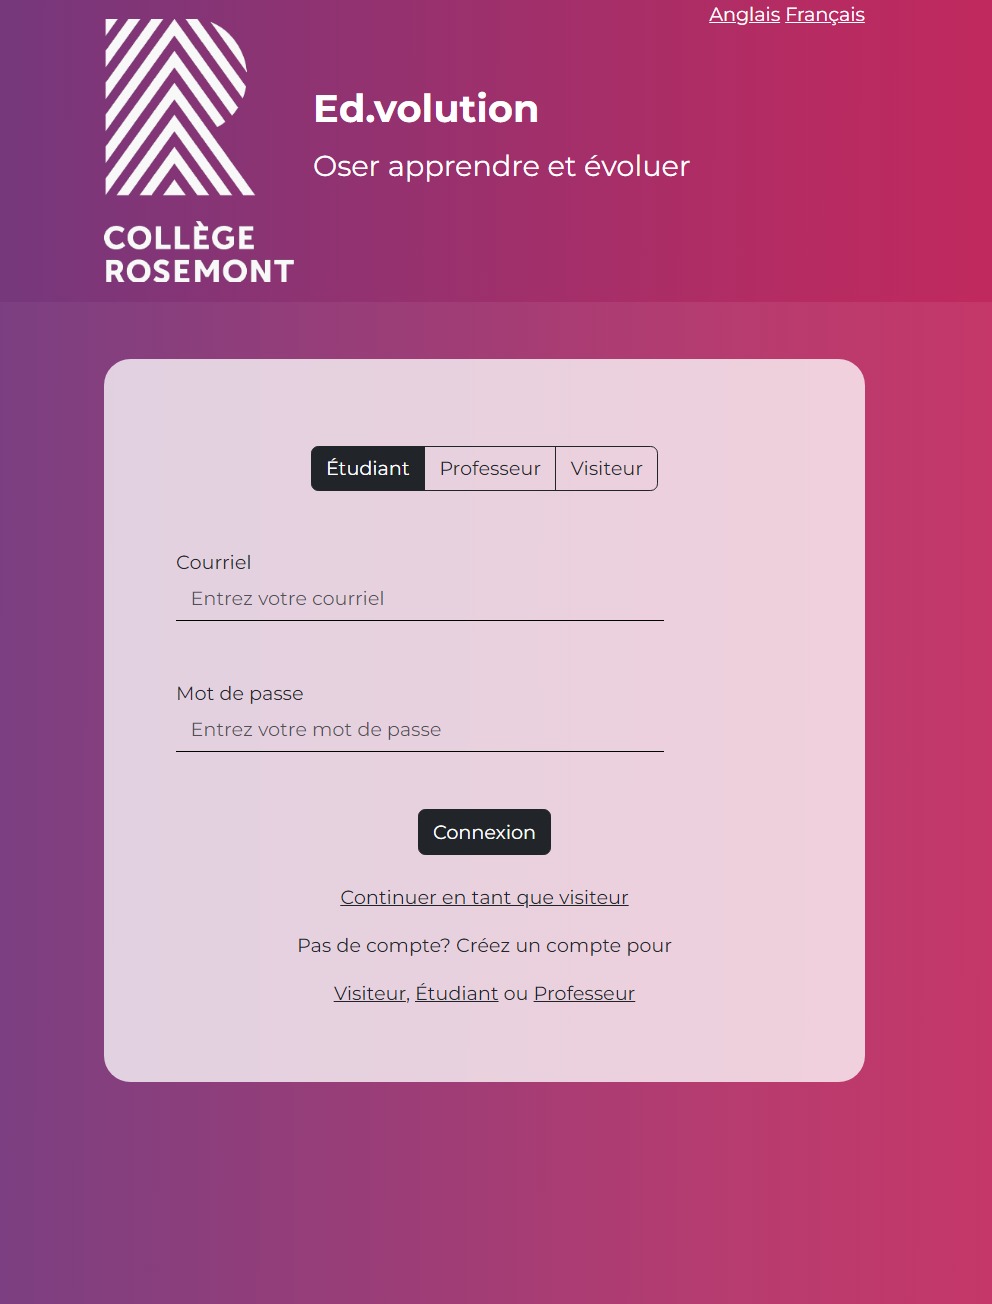 Anglais Français
Ed.volution
Oser apprendre et évoluer
COLLÈGE
ROSEMONT
Étudiant Professeur Visiteur
Courriel
Entrez votre courriel
Mot de passe
Entrez votre mot de passe
Connexion
Continuer en tant que visiteur
Pas de compte? Créez un compte pour
Visiteur, Étudiant ou Professeur